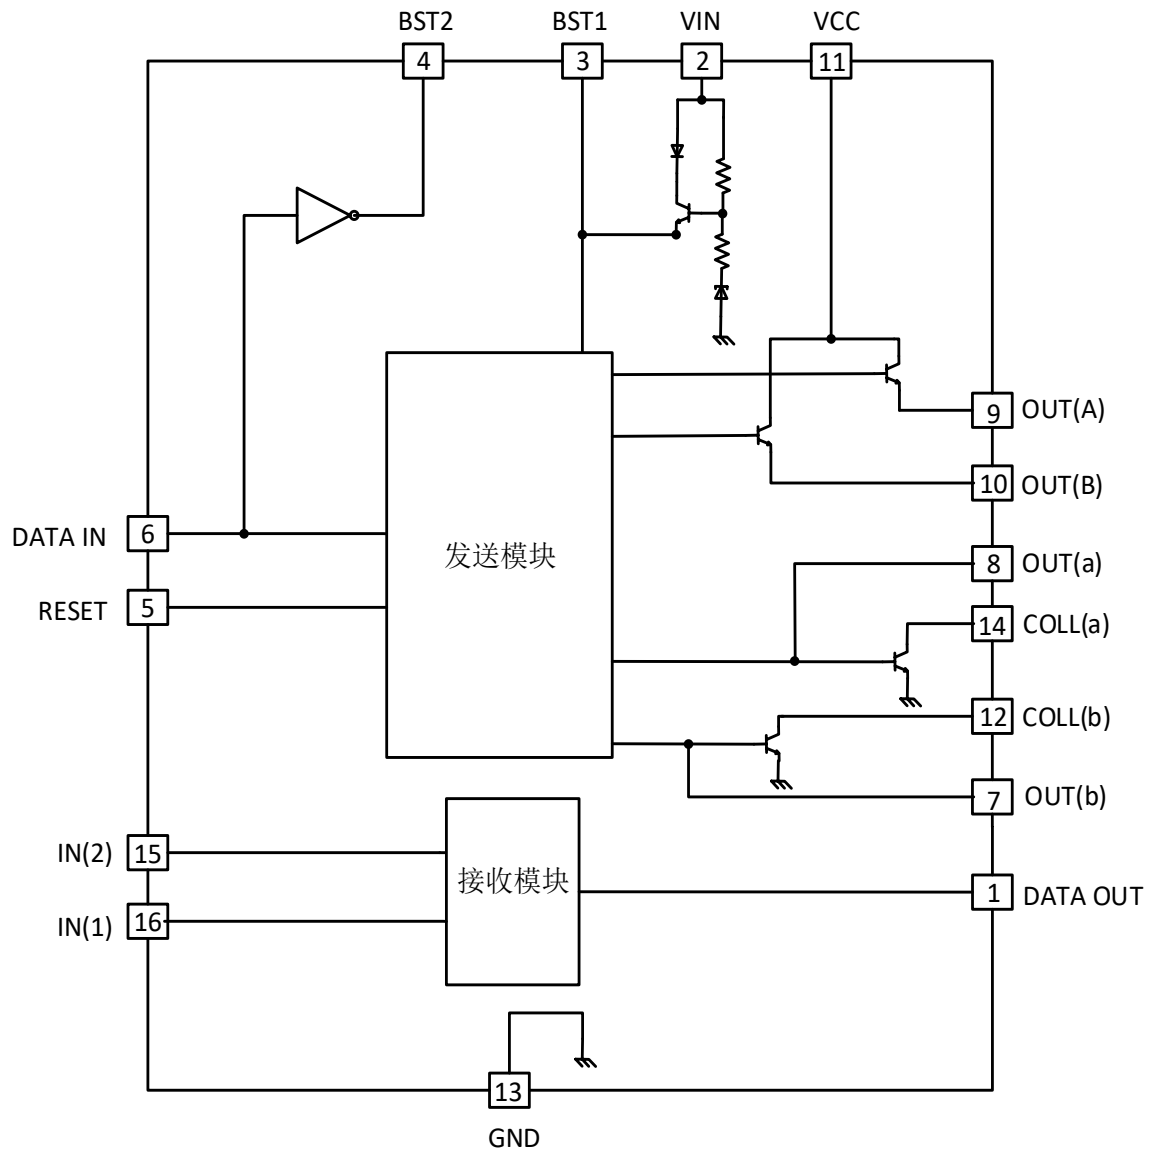 BST2 BST1 VIN VCC
4 3 2 11
9 OUT(A)
10 OUT(B)
DATA IN 6
发送模块
8 OUT(a)
RESET 5
14 COLL(a)
12 COLL(b)
7 OUT(b)
IN(2) 15
接收模块
1 DATA OUT
IN(1) 16
13
GND